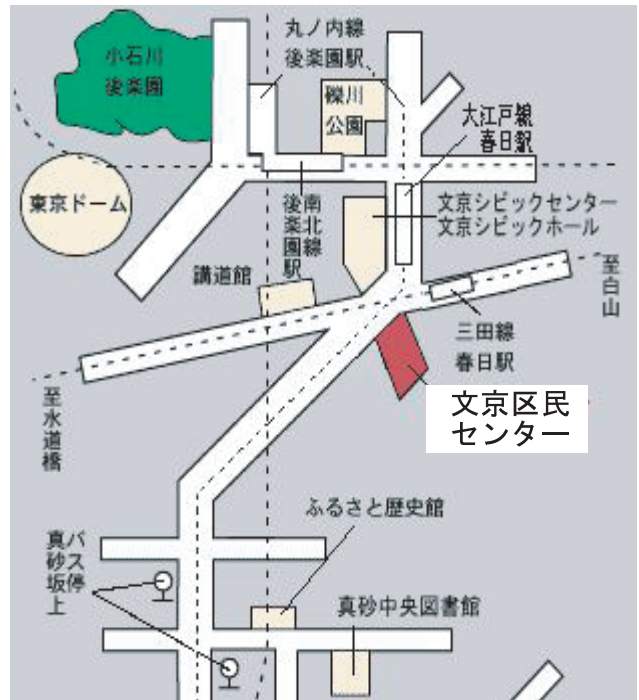 丸ノ内線
後楽園駅
小石川
後楽園
礫川
公園
大江戸線
春日駅
東京ドーム
南北線
後楽園駅
文京シビックセンター
文京シビックホール
講道館
至白山
三田線
春日駅
至水道橋
文京区民
センター
ふるさと歴史館
バス停
真砂坂上
真砂中央図書館